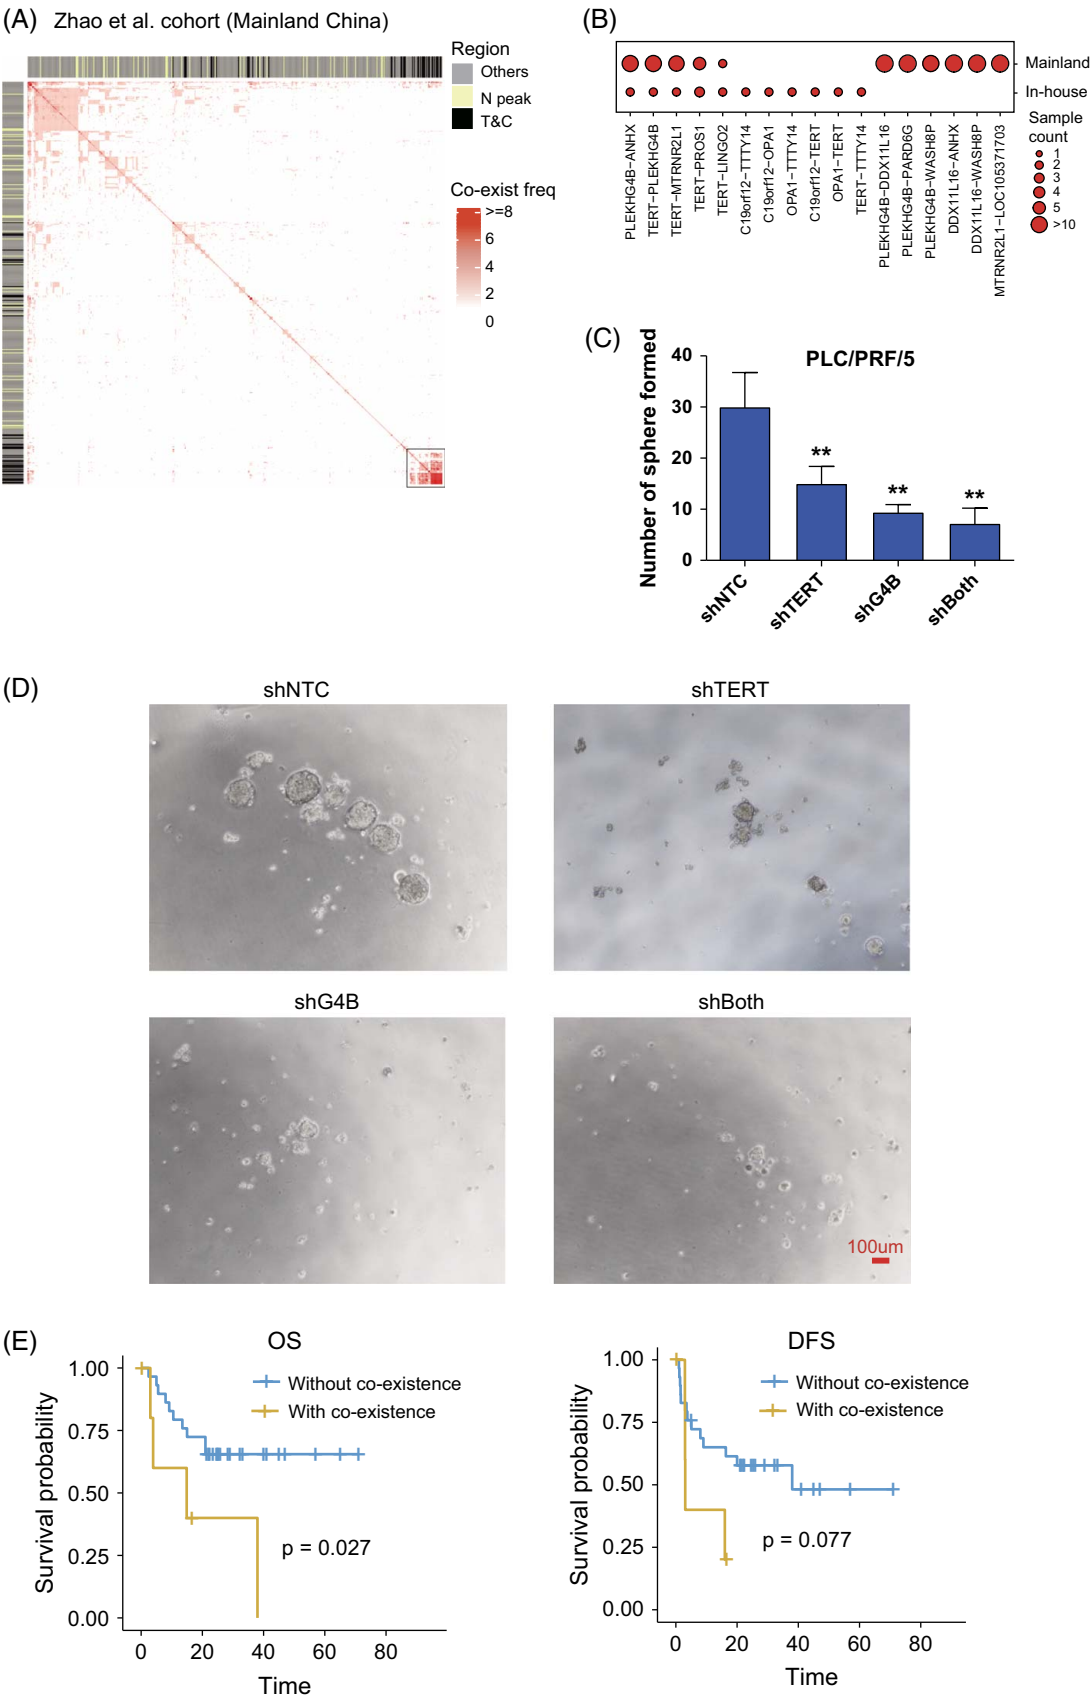 (A) Zhao et al. cohort (Mainland China)
Region
Others
N peak
T&C
Co-exist freq
>=8
6
4
2
0
(B)
Mainland
In-house
Sample
count
1
2
3
4
5
>10
PLEKHG4B−ANHX
TERT−PLEKHG4B
TERT−MTRNR2L1
TERT−PROS1
TERT−LINGO2
C19orf12−TTTY14
C19orf12−OPA1
OPA1−TTTY14
C19orf12−TERT
OPA1−TERT
TERT−TTTY14
PLEKHG4B−DDX11L16
PLEKHG4B−PARD6G
PLEKHG4B−WASH8P
DDX11L16−ANHX
DDX11L16−WASH8P
MTRNR2L1−LOC105371703
(C)
PLC/PRF/5
Number of sphere formed
40
30
20
10
0
**
**
**
shNTC
shTERT
shG4B
shBoth
(D)
shNTC
shTERT
shG4B
shBoth
100um
(E)
OS
Survival probability
1.00
0.75
0.50
0.25
0.00
Without co-existence
With co-existence
p = 0.027
0 20 40 60 80
Time
DFS
Survival probability
1.00
0.75
0.50
0.25
0.00
Without co-existence
With co-existence
p = 0.077
0 20 40 60 80
Time